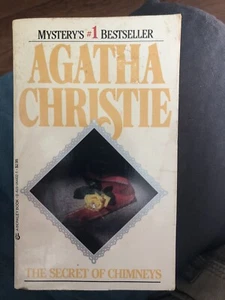 MYSTERY'S #1 BESTSELLER
AGATHA
CHRISTIE
THE SECRET OF CHIMNEYS